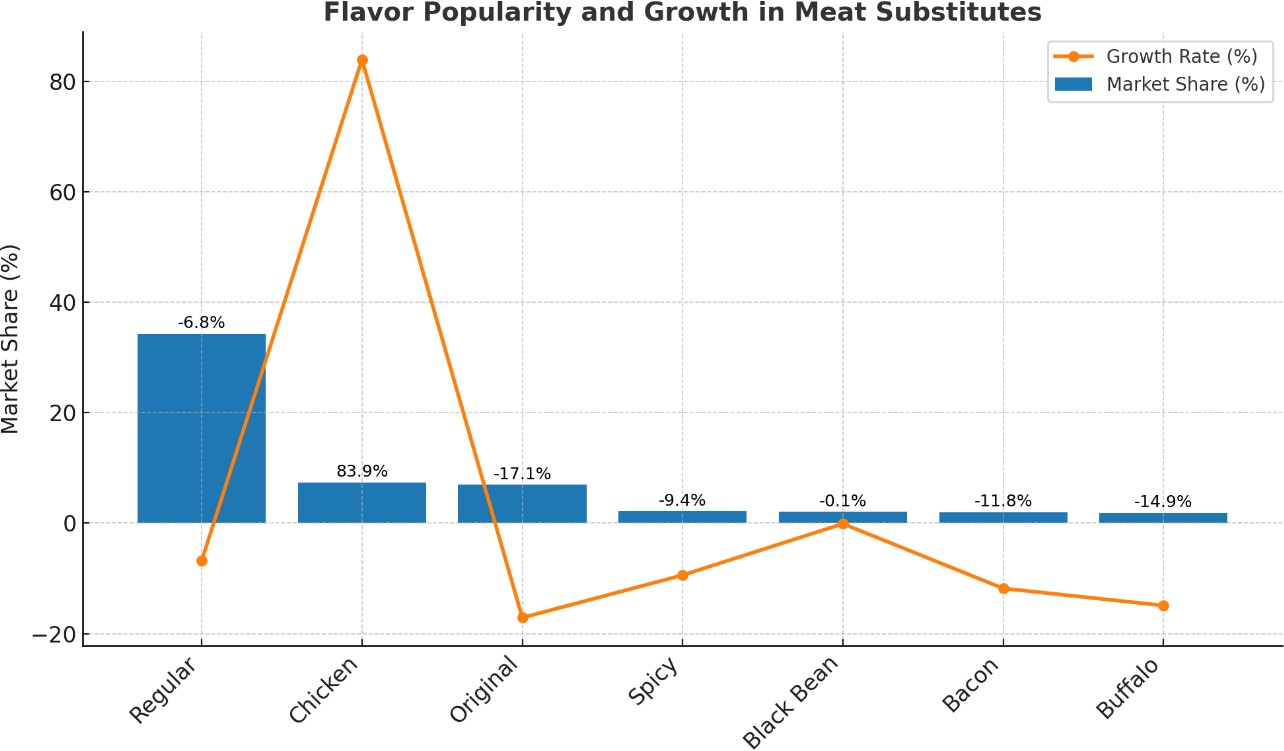 Flavor Popularity and Growth in Meat Substitutes
Growth Rate (%)
Market Share (%)
Market Share (%)
80
60
40
20
0
−20
-6.8%
83.9%
-17.1%
-9.4%
-0.1%
-11.8%
-14.9%
Regular
Chicken
Original
Spicy
Black Bean
Bacon
Buffalo